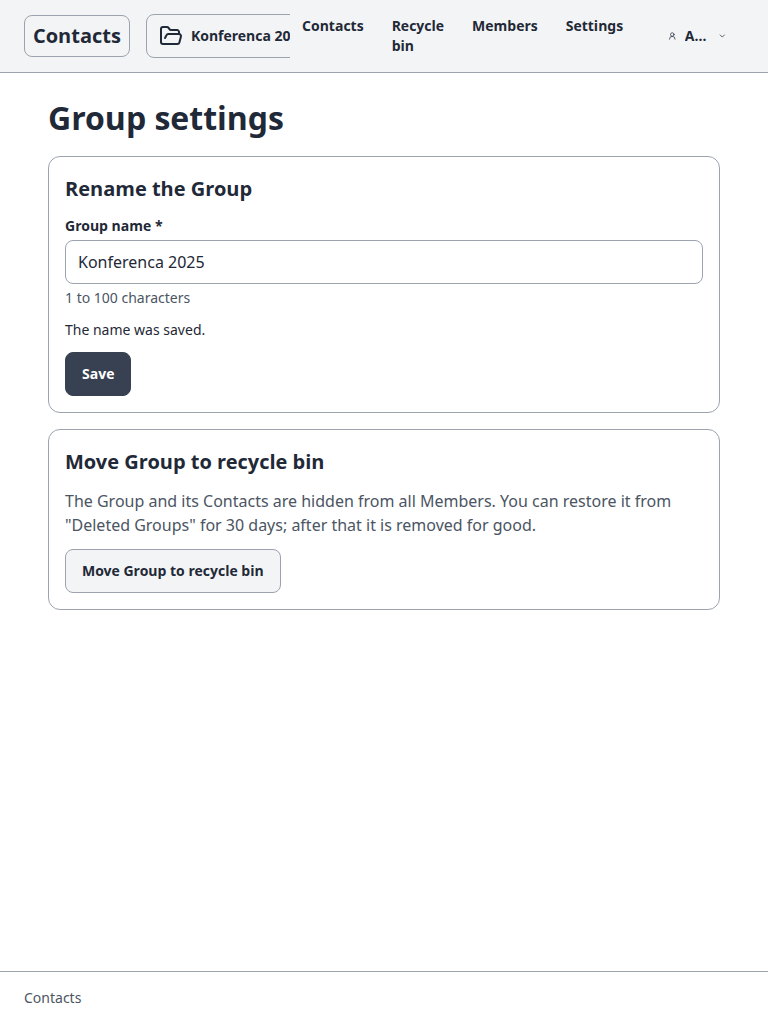 Contacts
Konferenca 20
Contacts
Recycle
bin
Members
Settings
A...
Group settings
Rename the Group
Group name *
Konferenca 2025
1 to 100 characters
The name was saved.
Save
Move Group to recycle bin
The Group and its Contacts are hidden from all Members. You can restore it from
"Deleted Groups" for 30 days; after that it is removed for good.
Move Group to recycle bin
Contacts